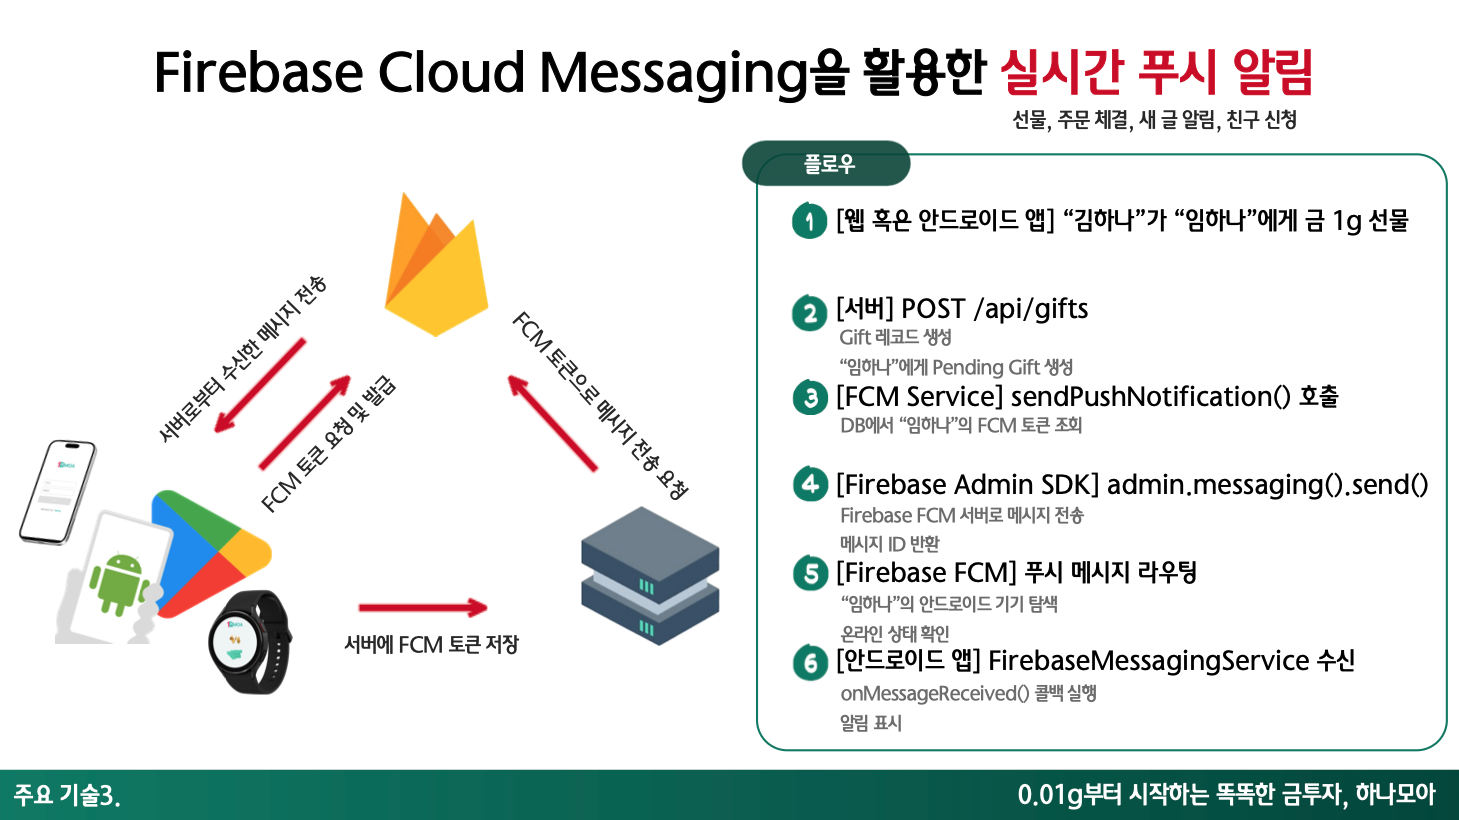 Firebase Cloud Messaging을 활용한 실시간 푸시 알림
선물, 주문 체결, 새 글 알림, 친구 신청
서버로부터 수신한 메시지 전송
FCM 토큰 요청 및 발급
FCM 토큰으로 메시지 전송 요청
서버에 FCM 토큰 저장
플로우
1 [웹 혹은 안드로이드 앱] “김하나”가 “임하나”에게 금 1g 선물
2 [서버] POST /api/gifts
Gift 레코드 생성
“임하나”에게 Pending Gift 생성
3 [FCM Service] sendPushNotification() 호출
DB에서 “임하나”의 FCM 토큰 조회
4 [Firebase Admin SDK] admin.messaging().send()
Firebase FCM 서버로 메시지 전송
메시지 ID 반환
5 [Firebase FCM] 푸시 메시지 라우팅
“임하나”의 안드로이드 기기 탐색
온라인 상태 확인
6 [안드로이드 앱] FirebaseMessagingService 수신
onMessageReceived() 콜백 실행
알림 표시
주요 기술3.
0.01g부터 시작하는 똑똑한 금투자, 하나모아